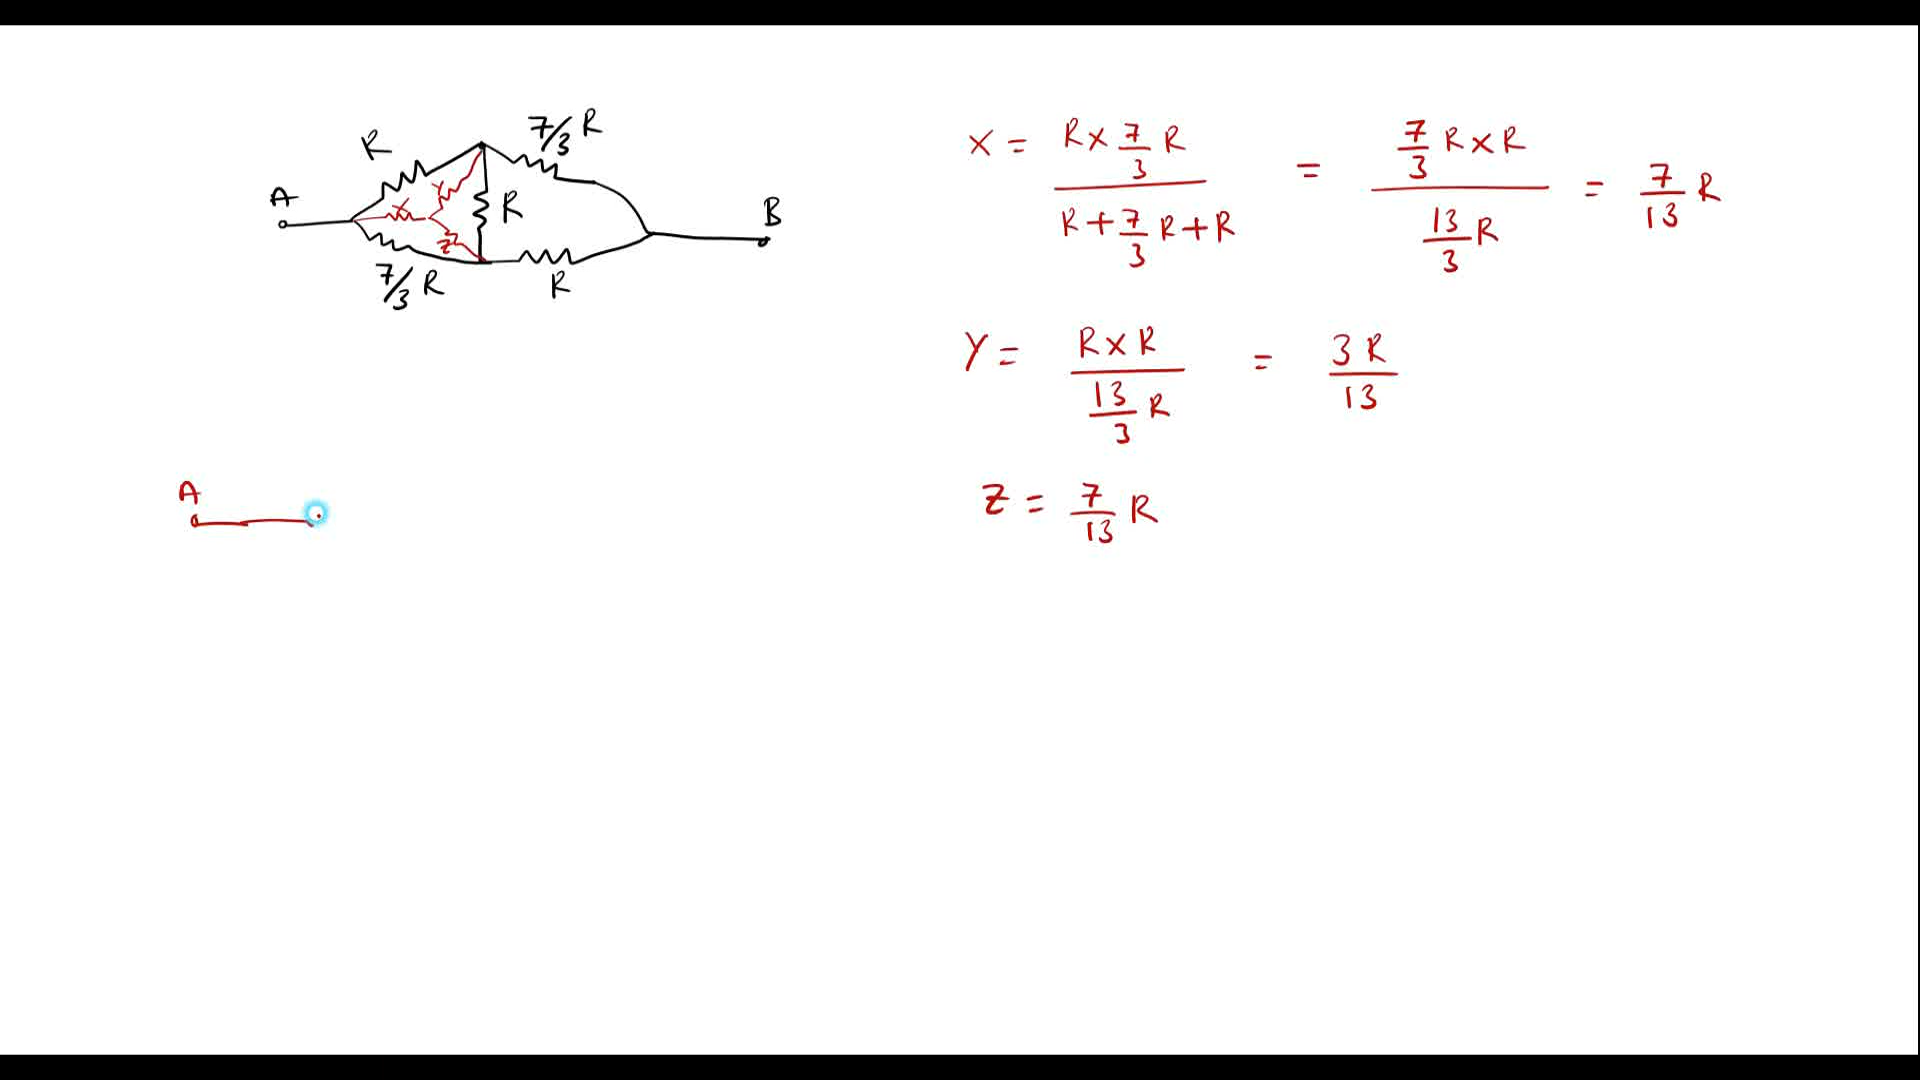 R
7/3 R
A
X
Y
Z
R
B
7/3 R
R
X = R x 7/3 R / R + 7/3 R + R = 7/3 R x R / 13/3 R = 7/13 R
Y = R x R / 13/3 R = 3 R / 13
A
Z = 7/13 R